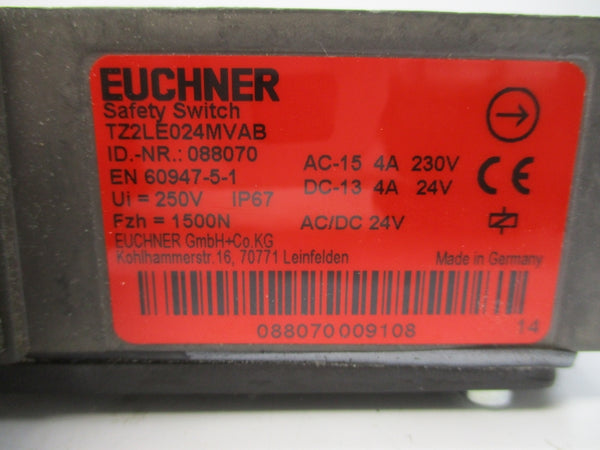 EUCHNER
Safety Switch
TZ2LE024MVAB
ID.-NR.: 088070
EN 60947-5-1
Ui = 250V IP67
Fzh = 1500N
AC-15 4A 230V
DC-13 4A 24V
AC/DC 24V
CE
EUCHNER GmbH+Co.KG
Kohlhammerstr.16, 70771 Leinfelden
Made in Germany
088070009108
14